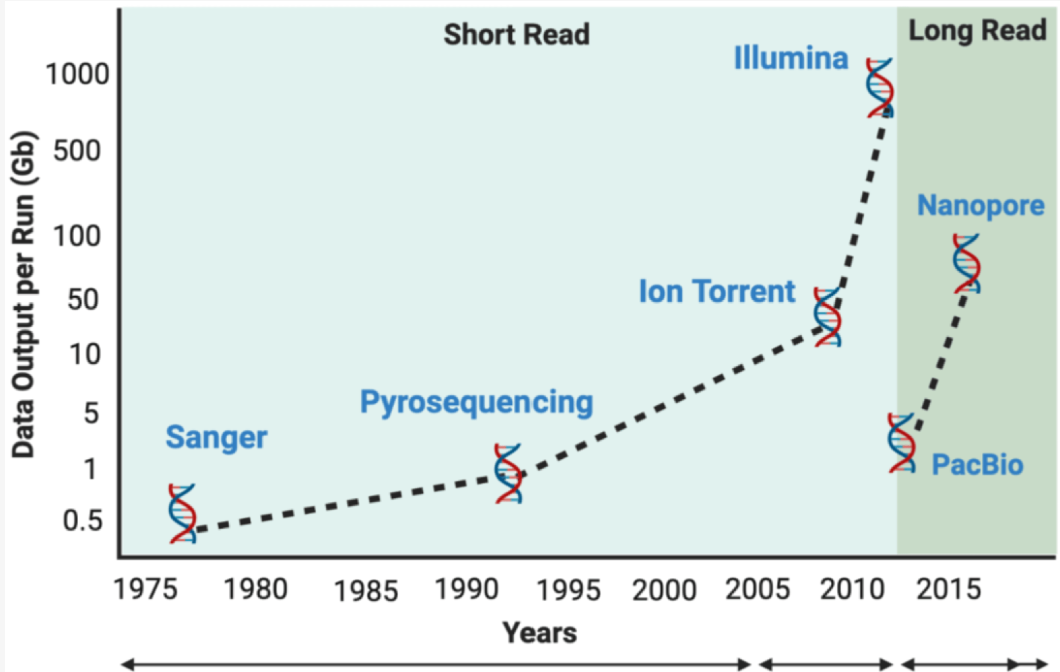 Short Read
Long Read
Illumina
Nanopore
Ion Torrent
Pyrosequencing
Sanger
PacBio
Data Output per Run (Gb)
1000
500
100
50
10
5
1
0.5
1975 1980 1985 1990 1995 2000 2005 2010 2015
Years